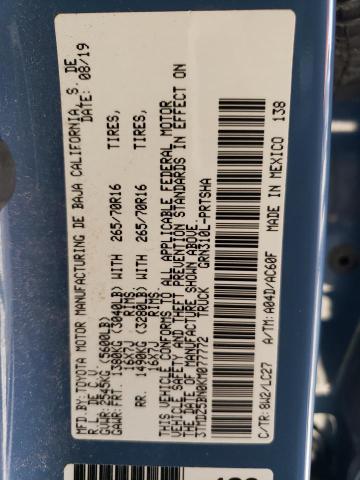 MFD.BY:TOYOTA MOTOR MANUFACTURING DE BAJA CALIFORNIA, S. DE
R.L. DE C.V. DATE: 08/19
GVWR: 2545KG (5600LB)
GAWR:FRT. 1380KG (3040LB) WITH 265/70R16 TIRES,
16X7J RIMS
RR. 1420KG (3200LB) WITH 265/70R16 TIRES,
16X7J RIMS
THIS VEHICLE CONFORMS TO ALL APPLICABLE FEDERAL MOTOR
VEHICLE SAFETY AND THEFT PREVENTION STANDARDS IN EFFECT ON
THE DATE OF MANUFACTURE SHOWN ABOVE.
3TMDZ5BN0KM077772 TRUCK GRN310L-PRTSHA
C/TR:8W2/LC27 A/TM:A04D/AC60F
MADE IN MEXICO 138